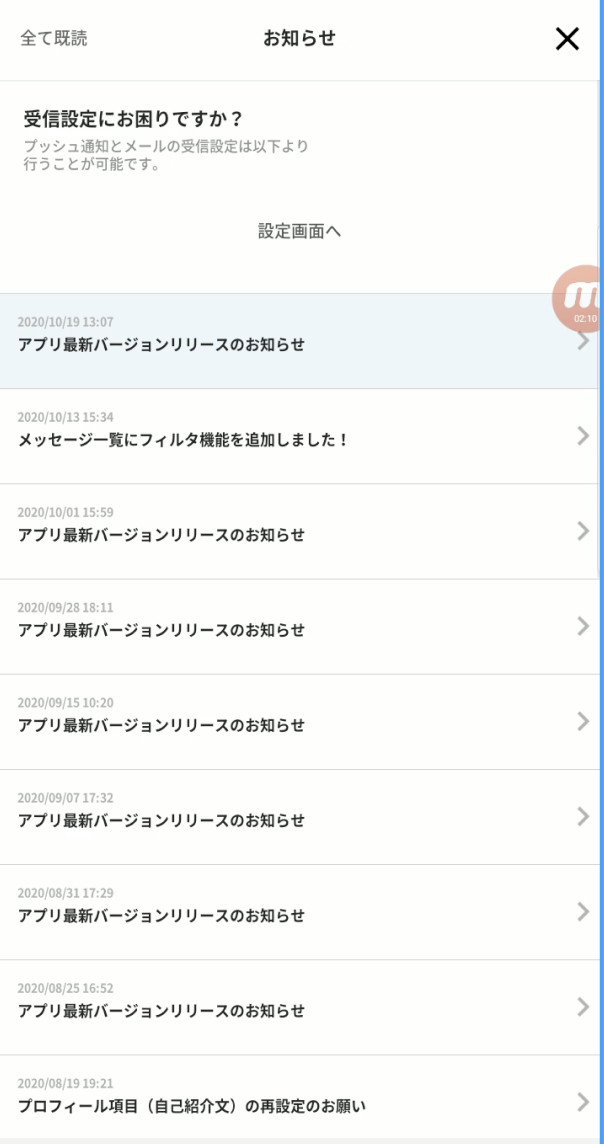 全て既読
お知らせ
受信設定にお困りですか？
プッシュ通知とメールの受信設定は以下より
行うことが可能です。
設定画面へ
2020/10/19 13:07
アプリ最新バージョンリリースのお知らせ
02:10
2020/10/13 15:34
メッセージ一覧にフィルタ機能を追加しました！
2020/10/01 15:59
アプリ最新バージョンリリースのお知らせ
2020/09/28 18:11
アプリ最新バージョンリリースのお知らせ
2020/09/15 10:20
アプリ最新バージョンリリースのお知らせ
2020/09/07 17:32
アプリ最新バージョンリリースのお知らせ
2020/08/31 17:29
アプリ最新バージョンリリースのお知らせ
2020/08/25 16:52
アプリ最新バージョンリリースのお知らせ
2020/08/19 19:21
プロフィール項目（自己紹介文）の再設定のお願い